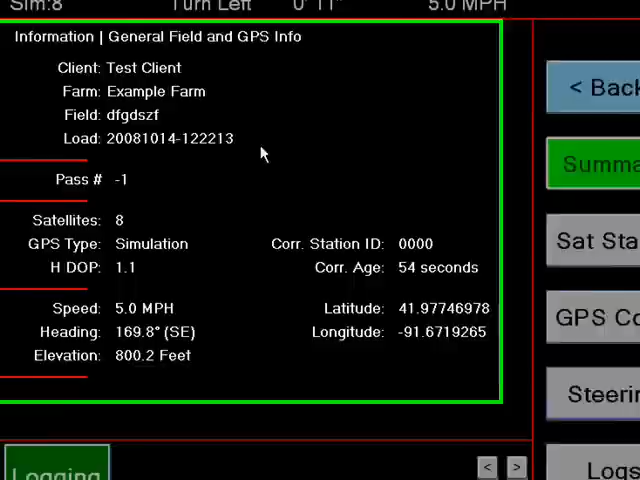 Sim:8 Turn Left 0' 11" 5.0 MPH
Information | General Field and GPS Info
Client: Test Client
Farm: Example Farm
Field: dfgdszf
Load: 20081014-122213
Pass # -1
Satellites: 8
GPS Type: Simulation Corr. Station ID: 0000
H DOP: 1.1 Corr. Age: 54 seconds
Speed: 5.0 MPH Latitude: 41.97746978
Heading: 169.8° (SE) Longitude: -91.6719265
Elevation: 800.2 Feet
< Back
Summa
Sat Sta
GPS Co
Steerin
Logs
Logging
< >